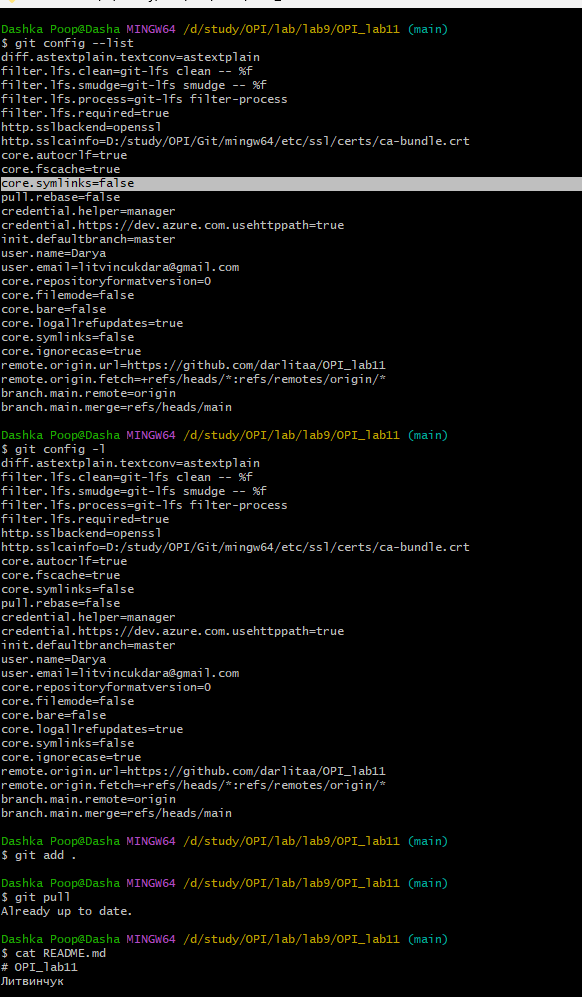 Dashka Poop@Dasha MINGW64 /d/study/OPI/lab/lab9/OPI_lab11 (main)
$ git config --list
diff.astextplain.textconv=astextplain
filter.lfs.clean=git-lfs clean -- %f
filter.lfs.smudge=git-lfs smudge -- %f
filter.lfs.process=git-lfs filter-process
filter.lfs.required=true
http.sslbackend=openssl
http.sslcainfo=D:/study/OPI/Git/mingw64/etc/ssl/certs/ca-bundle.crt
core.autocrlf=true
core.fscache=true
core.symlinks=false
pull.rebase=false
credential.helper=manager
credential.https://dev.azure.com.usehttppath=true
init.defaultbranch=master
user.name=Darya
user.email=litvincukdara@gmail.com
core.repositoryformatversion=0
core.filemode=false
core.bare=false
core.logallrefupdates=true
core.symlinks=false
core.ignorecase=true
remote.origin.url=https://github.com/darlitaa/OPI_lab11
remote.origin.fetch=+refs/heads/*:refs/remotes/origin/*
branch.main.remote=origin
branch.main.merge=refs/heads/main
Dashka Poop@Dasha MINGW64 /d/study/OPI/lab/lab9/OPI_lab11 (main)
$ git config -l
diff.astextplain.textconv=astextplain
filter.lfs.clean=git-lfs clean -- %f
filter.lfs.smudge=git-lfs smudge -- %f
filter.lfs.process=git-lfs filter-process
filter.lfs.required=true
http.sslbackend=openssl
http.sslcainfo=D:/study/OPI/Git/mingw64/etc/ssl/certs/ca-bundle.crt
core.autocrlf=true
core.fscache=true
core.symlinks=false
pull.rebase=false
credential.helper=manager
credential.https://dev.azure.com.usehttppath=true
init.defaultbranch=master
user.name=Darya
user.email=litvincukdara@gmail.com
core.repositoryformatversion=0
core.filemode=false
core.bare=false
core.logallrefupdates=true
core.symlinks=false
core.ignorecase=true
remote.origin.url=https://github.com/darlitaa/OPI_lab11
remote.origin.fetch=+refs/heads/*:refs/remotes/origin/*
branch.main.remote=origin
branch.main.merge=refs/heads/main
Dashka Poop@Dasha MINGW64 /d/study/OPI/lab/lab9/OPI_lab11 (main)
$ git add .
Dashka Poop@Dasha MINGW64 /d/study/OPI/lab/lab9/OPI_lab11 (main)
$ git pull
Already up to date.
Dashka Poop@Dasha MINGW64 /d/study/OPI/lab/lab9/OPI_lab11 (main)
$ cat README.md
# OPI_lab11
Литвинчук